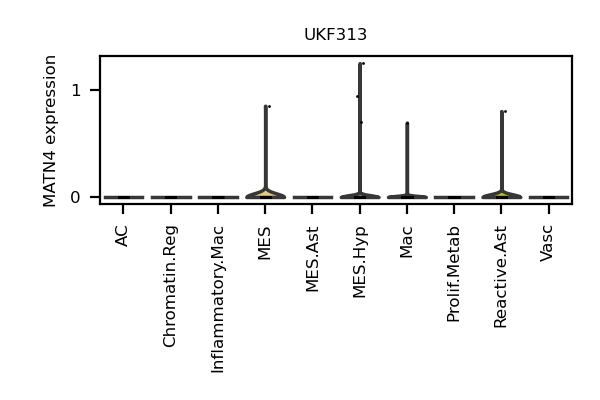 UKF313
MATN4 expression
1
0
AC
Chromatin.Reg
Inflammatory.Mac
MES
MES.Ast
MES.Hyp
Mac
Prolif.Metab
Reactive.Ast
Vasc